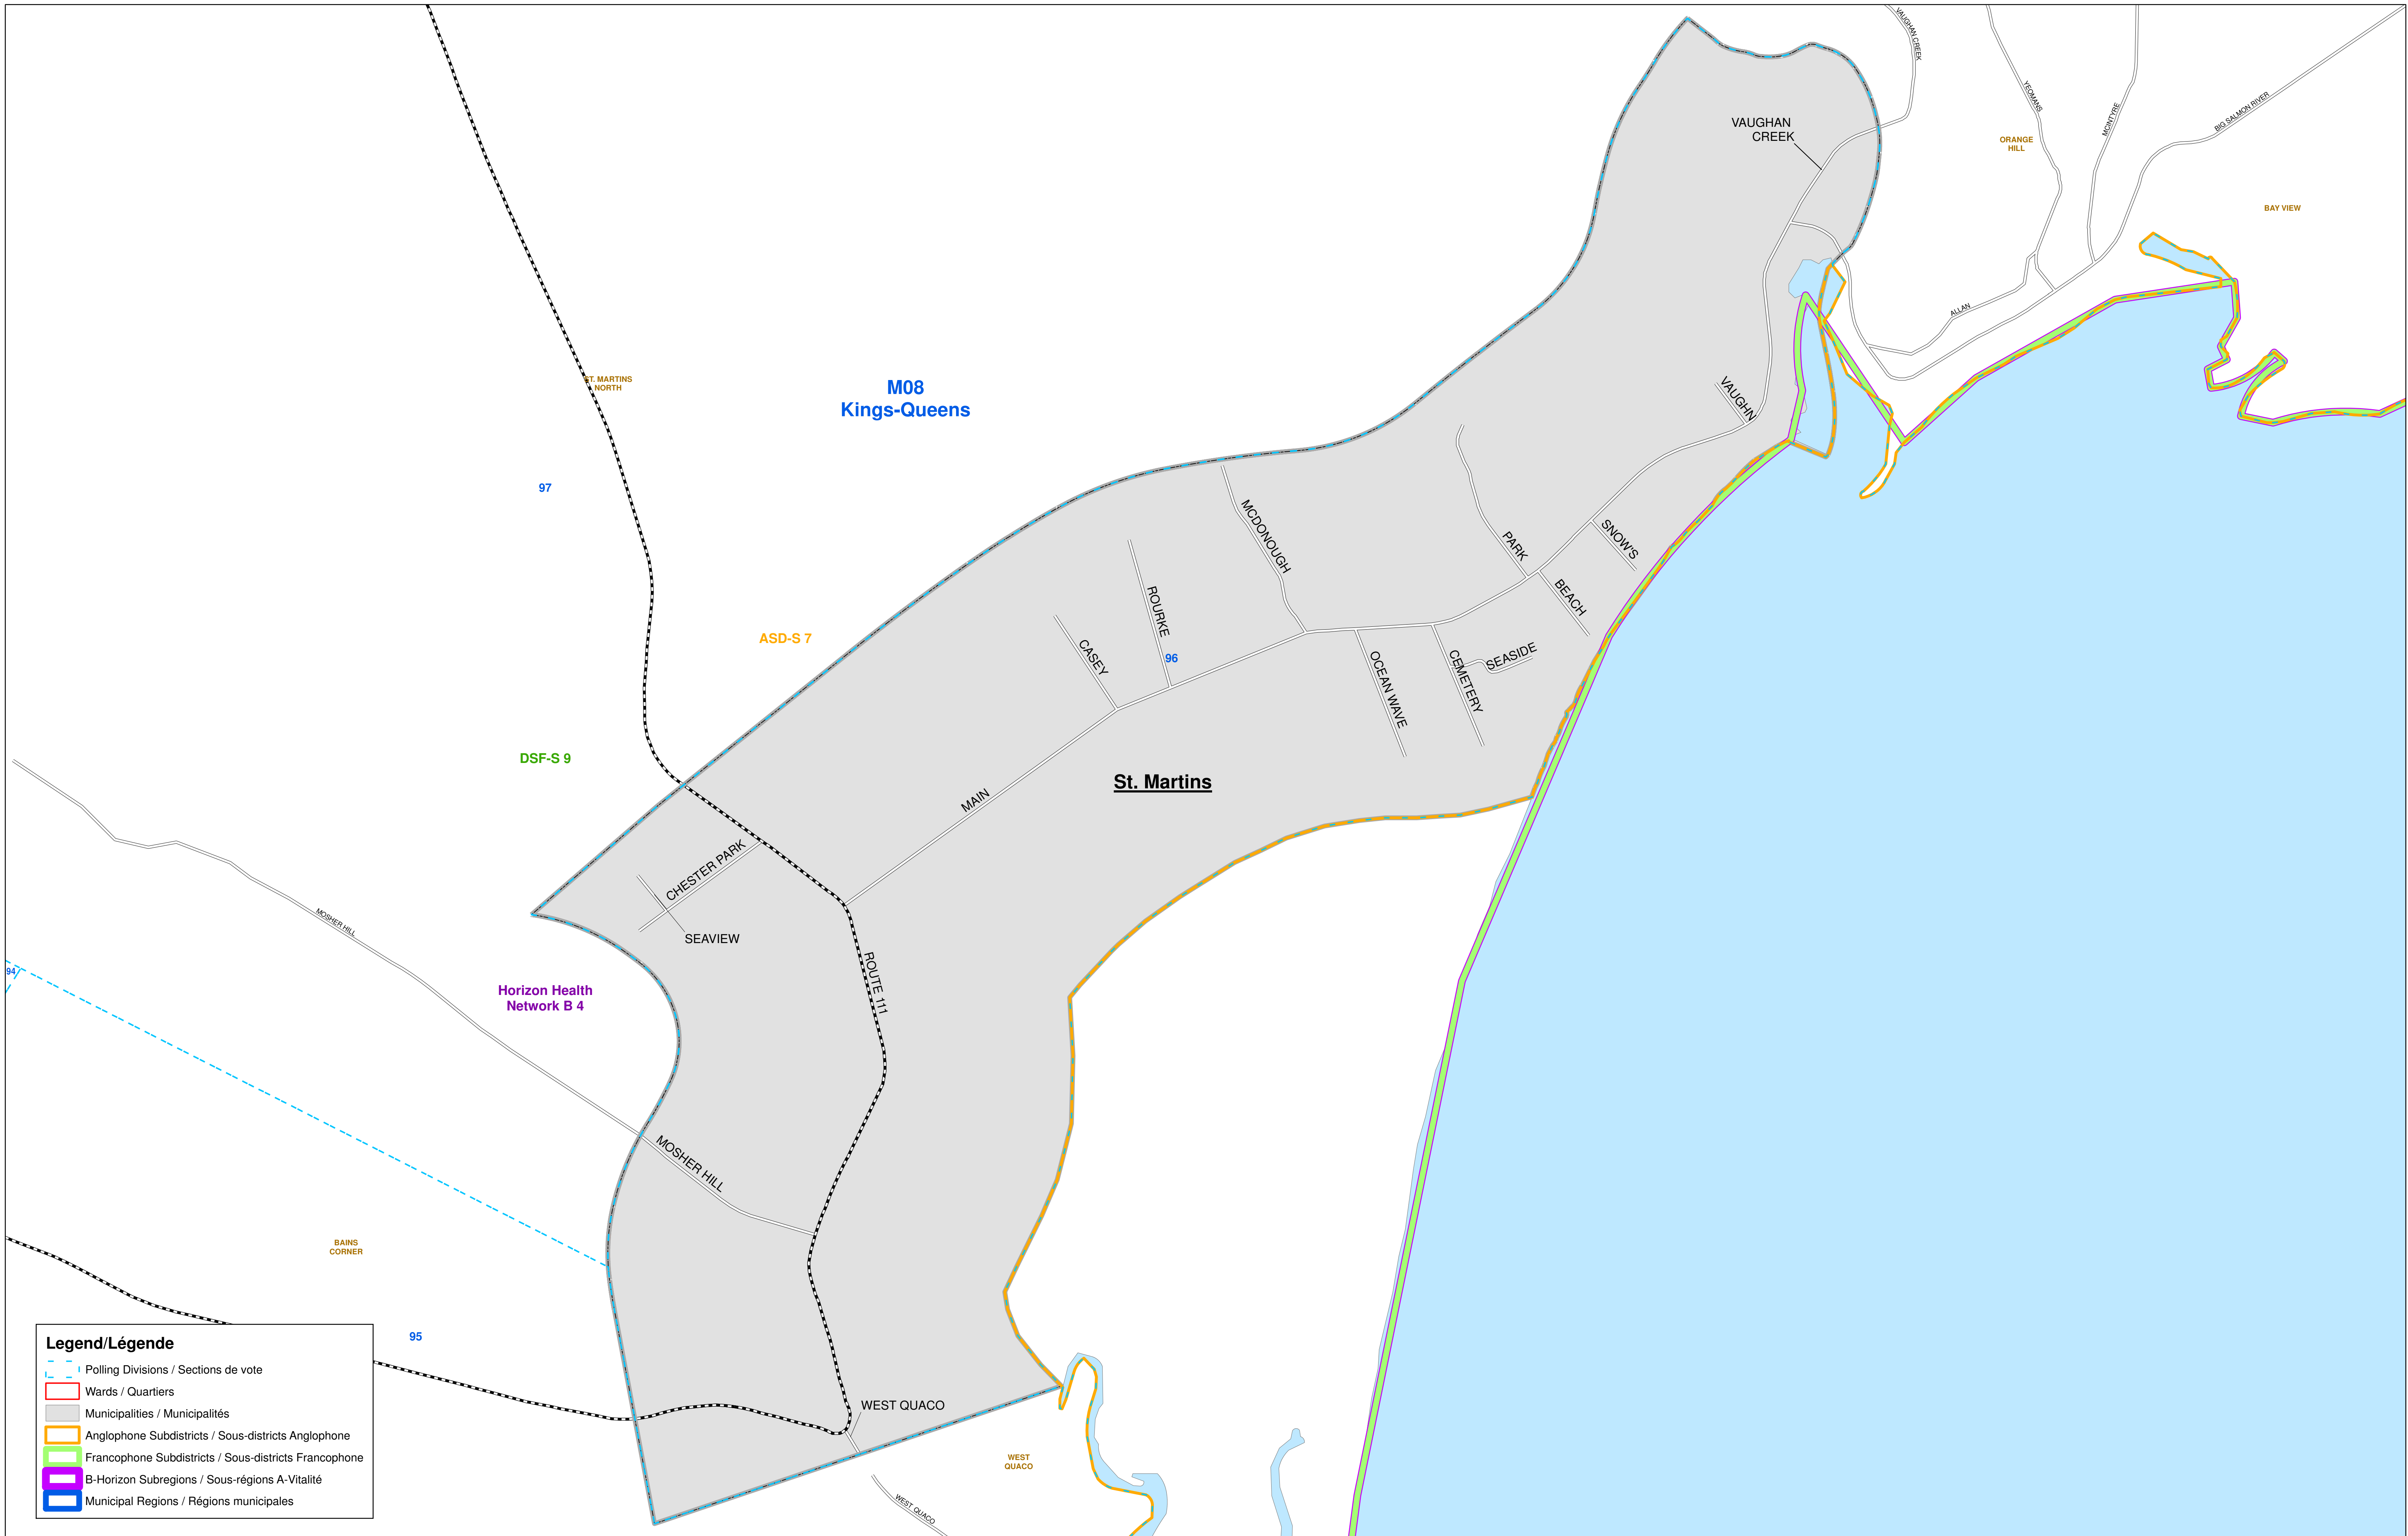 VAUGHAN CREEK
YEOMANS
MCINTYRE
BIG SALMON RIVER
VAUGHAN
CREEK
ORANGE
HILL
BAY VIEW
ALLAN
ST. MARTINS
NORTH
M08
Kings-Queens
VAUGHN
97
MCDONOUGH
PARK
SNOW'S
BEACH
ROURKE
ASD-S 7
CASEY
96
OCEAN WAVE
CEMETERY
SEASIDE
DSF-S 9
St. Martins
MAIN
CHESTER PARK
SEAVIEW
MOSHER HILL
94
Horizon Health
Network B 4
ROUTE 111
MOSHER HILL
BAINS
CORNER
95
WEST QUACO
WEST
QUACO
WEST QUACO
Legend/Légende
Polling Divisions / Sections de vote
Wards / Quartiers
Municipalities / Municipalités
Anglophone Subdistricts / Sous-districts Anglophone
Francophone Subdistricts / Sous-districts Francophone
B-Horizon Subregions / Sous-régions A-Vitalité
Municipal Regions / Régions municipales